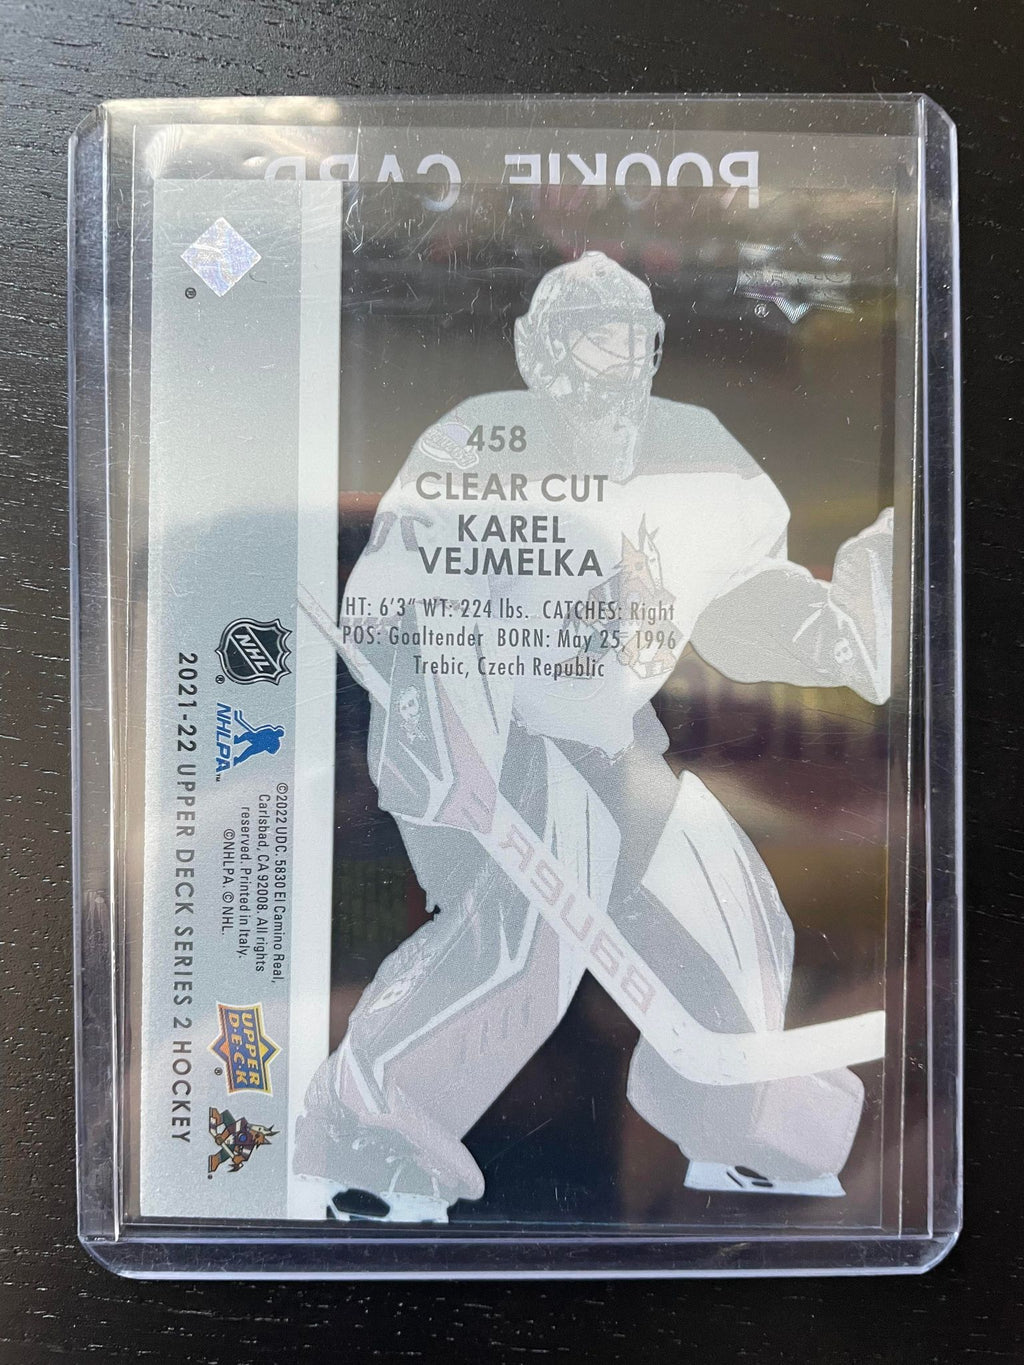 ROOKIE CARD
®
®
458
CLEAR CUT
KAREL
VEJMELKA
HT: 6'3" WT: 224 lbs. CATCHES: Right
POS: Goaltender BORN: May 25, 1996
Trebic, Czech Republic
BAUER
NHL
®
NHLPA™
©2022 UDC. 5830 El Camino Real,
Carlsbad, CA 92008. All rights
reserved. Printed in Italy.
©NHLPA. © NHL.
UPPER
D·E·C·K
®
2021-22 UPPER DECK SERIES 2 HOCKEY